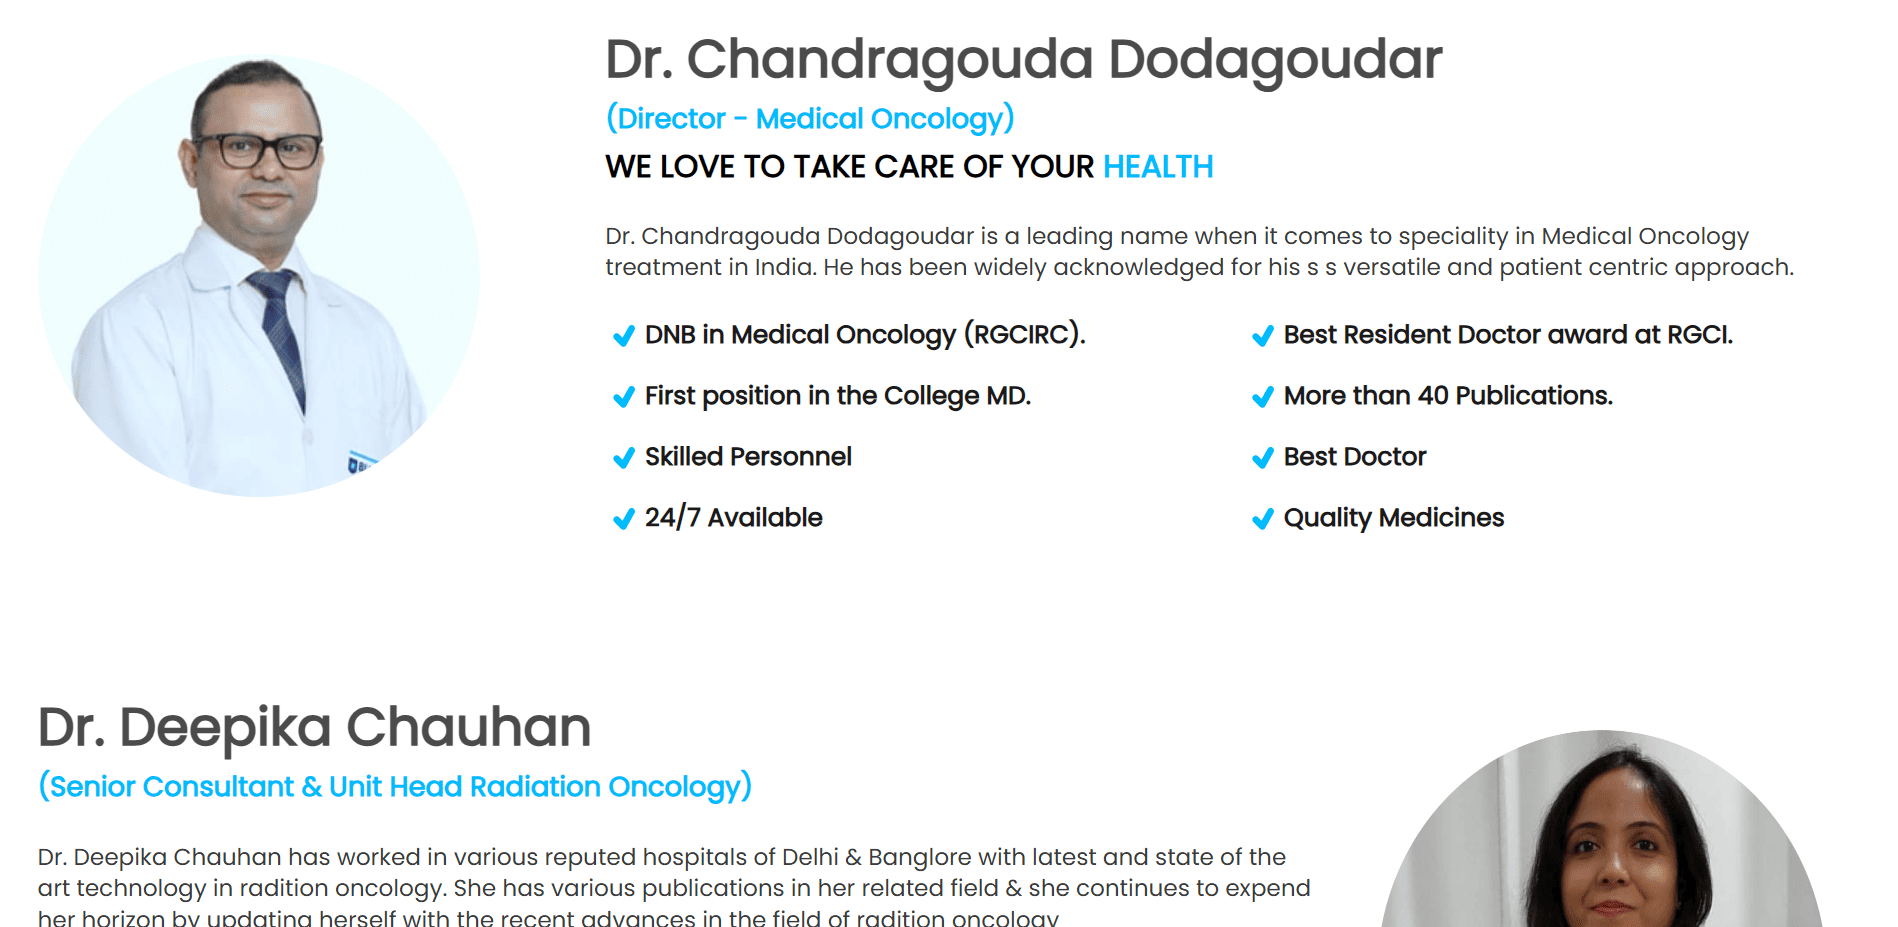 Dr. Chandragouda Dodagoudar
(Director - Medical Oncology)
WE LOVE TO TAKE CARE OF YOUR HEALTH
Dr. Chandragouda Dodagoudar is a leading name when it comes to speciality in Medical Oncology
treatment in India. He has been widely acknowledged for his s s versatile and patient centric approach.
DNB in Medical Oncology (RGCIRC).
Best Resident Doctor award at RGCI.
First position in the College MD.
More than 40 Publications.
Skilled Personnel
Best Doctor
24/7 Available
Quality Medicines
Dr. Deepika Chauhan
(Senior Consultant & Unit Head Radiation Oncology)
Dr. Deepika Chauhan has worked in various reputed hospitals of Delhi & Banglore with latest and state of the
art technology in radition oncology. She has various publications in her related field & she continues to expend
her horizon by updating herself with the recent advances in the field of radition oncology